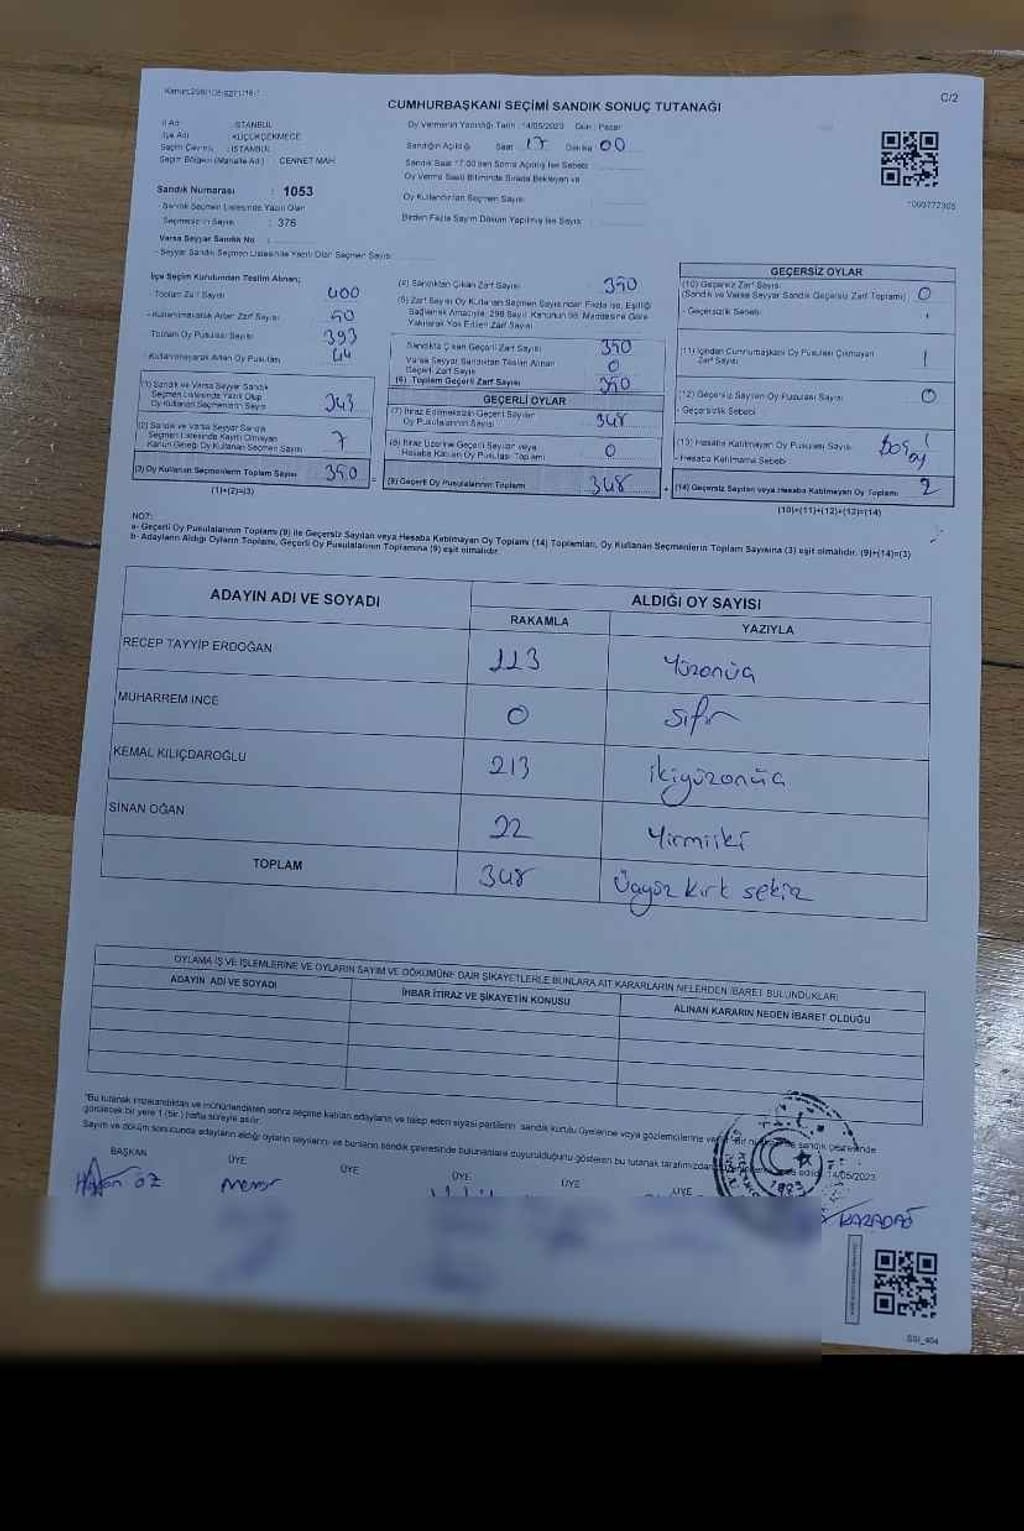 C/2
CUMHURBAŞKANI SEÇİMİ SANDIK SONUÇ TUTANAĞI
İl Adı : İSTANBUL
İlçe Adı : KÜÇÜKÇEKMECE
Seçim Çevresi : İSTANBUL
Seçim Bölgesi (Mahalle Adı) : CENNET MAH.
Sandık Numarası : 1053
- Sandık Seçmen Listesinde Yazılı Olan
Seçmenlerin Sayısı : 376
Varsa Seyyar Sandık No :
- Seyyar Sandık Seçmen Listesinde Yazılı Olan Seçmen Sayısı
Oy Vermenin Yapıldığı Tarih : 14/05/2023 Gün : Pazar
Sandığın Açıldığı Saat 17 Dakika 00
Sandık Saat 17.00'den Sonra Açılmış İse Sebebi
Oy Verme Saati Bitiminde Sırada Bekleyen ve
Oy Kullandırılan Seçmen Sayısı
Birden Fazla Sayım Döküm Yapılmış İse Sayısı
*000772305
İlçe Seçim Kurulundan Teslim Alınan;
- Toplam Zarf Sayısı 400
- Kullanılmayarak Artan Zarf Sayısı 50
Toplam Oy Pusulası Sayısı 393
- Kullanılmayarak Artan Oy Pusulası 44
(1) Sandık ve Varsa Seyyar Sandık
Seçmen Listesinde Yazılı Olup
Oy Kullanan Seçmenlerin Sayısı 343
(2) Sandık ve Varsa Seyyar Sandık
Seçmen Listesinde Kayıtlı Olmayan
Kanun Gereği Oy Kullanan Seçmen Sayısı 7
(3) Oy Kullanan Seçmenlerin Toplam Sayısı 350
(1)+(2)=(3)
(4) Sandıktan Çıkan Zarf Sayısı 350
(5) Zarf Sayısı Oy Kullanan Seçmen Sayısından Fazla ise, Eşitliği
Sağlamak Amacıyla, 298 Sayılı Kanunun 98. Maddesine Göre
Yakılarak Yok Edilen Zarf Sayısı
Sandıkta Çıkan Geçerli Zarf Sayısı 350
Varsa Seyyar Sandıktan Teslim Alınan
Geçerli Zarf Sayısı 0
(6) Toplam Geçerli Zarf Sayısı 350
GEÇERLİ OYLAR
(7) İtiraz Edilmeksizin Geçerli Sayılan
Oy Pusulalarının Sayısı 348
(8) İtiraz Üzerine Geçerli Sayılan veya
Hesaba Katılan Oy Pusulası Toplamı 0
(9) Geçerli Oy Pusulalarının Toplamı 348
GEÇERSİZ OYLAR
(10) Geçersiz Zarf Sayısı
(Sandık ve Varsa Seyyar Sandık Geçersiz Zarf Toplamı) 0
- Geçersizlik Sebebi
(11) İçinden Cumhurbaşkanı Oy Pusulası Çıkmayan
Zarf Sayısı 1
(12) Geçersiz Sayılan Oy Pusulası Sayısı 0
- Geçersizlik Sebebi
(13) Hesaba Katılmayan Oy Pusulası Sayısı 1
- Hesaba Katılmama Sebebi Boş oy
(14) Geçersiz Sayılan veya Hesaba Katılmayan Oy Toplamı 2
(10)+(11)+(12)+(13)=(14)
NOT:
a- Geçerli Oy Pusulalarının Toplamı (9) ile Geçersiz Sayılan veya Hesaba Katılmayan Oy Toplamı (14) Toplamları, Oy Kullanan Seçmenlerin Toplam Sayısına (3) eşit olmalıdır. (9)+(14)=(3)
b- Adayların Aldığı Oyların Toplamı, Geçerli Oy Pusulalarının Toplamına (9) eşit olmalıdır.
ADAYIN ADI VE SOYADI ALDIĞI OY SAYISI
RAKAMLA YAZIYLA
RECEP TAYYİP ERDOĞAN 113 Yüzonüç
MUHARREM İNCE 0 sıfır
KEMAL KILIÇDAROĞLU 213 ikiyüzonüç
SİNAN OĞAN 22 Yirmiiki
TOPLAM 348 Üçyüz kırk sekiz
OYLAMA İŞ VE İŞLEMLERİNE VE OYLARIN SAYIM VE DÖKÜMÜNE DAİR ŞİKAYETLERLE BUNLARA AİT KARARLARIN NELERDEN İBARET BULUNDUKLARI
ADAYIN ADI VE SOYADI İHBAR İTİRAZ VE ŞİKAYETİN KONUSU ALINAN KARARIN NEDEN İBARET OLDUĞU
*Bu tutanak imzalandıktan ve mühürlendikten sonra seçime katılan adayların ve talep eden siyasi partilerin sandık kurulu üyelerine veya gözlemcilerine verilir. Bir sandık çevresinde
görülecek bir yere 1 (bir) hafta süreyle asılır.
Sayım ve döküm sonucunda adayların aldığı oyların sayılarını ve bunların sandık çevresinde bulunanlara duyurulduğunu gösteren bu tutanak tarafımızdan edildi. 14/05/2023
BAŞKAN ÜYE ÜYE ÜYE ÜYE ÜYE
1923
KARADAĞ
SSI_404